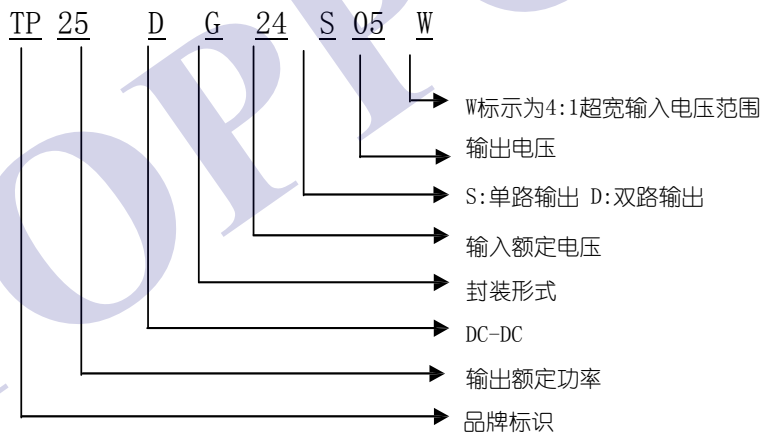 TP 25 D G 24 S 05 W
W标示为4:1超宽输入电压范围
输出电压
S:单路输出 D:双路输出
输入额定电压
封装形式
DC-DC
输出额定功率
品牌标识